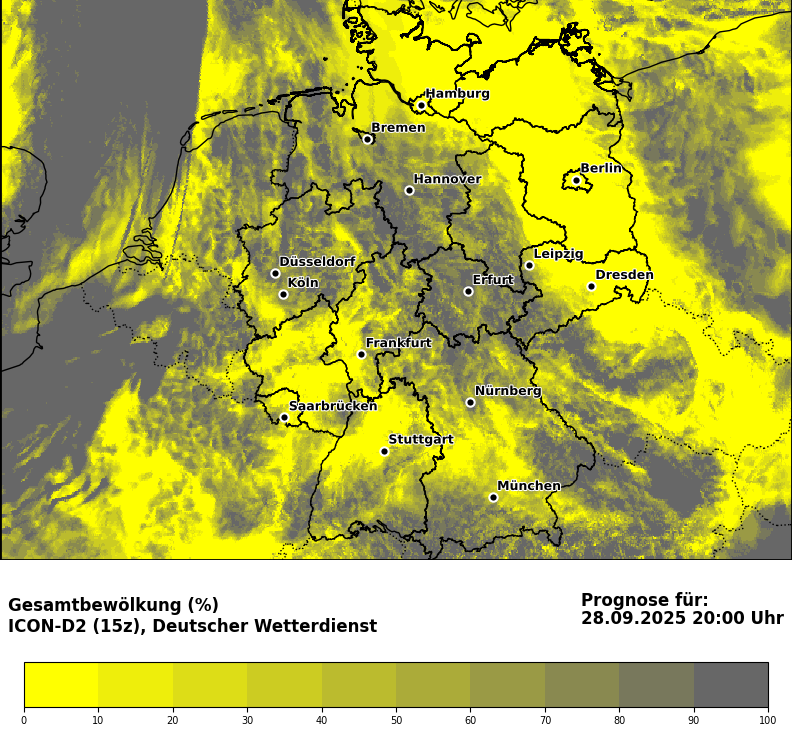 Hamburg
Bremen
Berlin
Hannover
Leipzig
Düsseldorf
Dresden
Köln
Erfurt
Frankfurt
Nürnberg
Saarbrücken
Stuttgart
München
Gesamtbewölkung (%)
ICON-D2 (15z), Deutscher Wetterdienst
Prognose für:
28.09.2025 20:00 Uhr
0 10 20 30 40 50 60 70 80 90 100